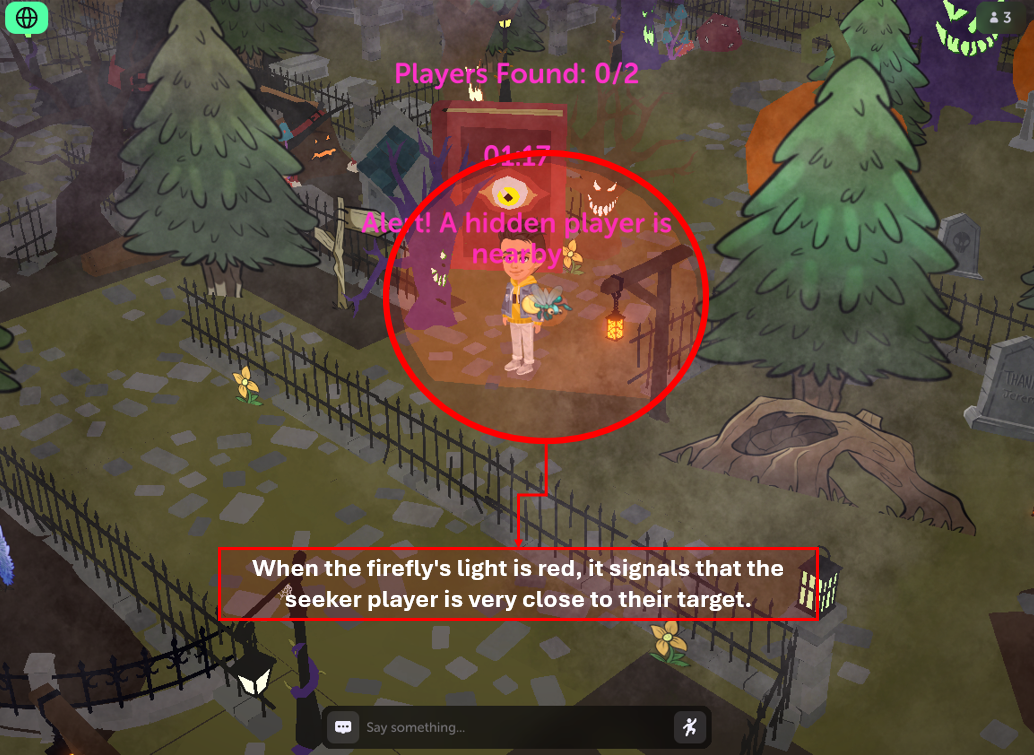 3
Players Found: 0/2
01:17
Alert! A hidden player is
nearby
THAN
When the firefly's light is red, it signals that the
seeker player is very close to their target.
Say something...